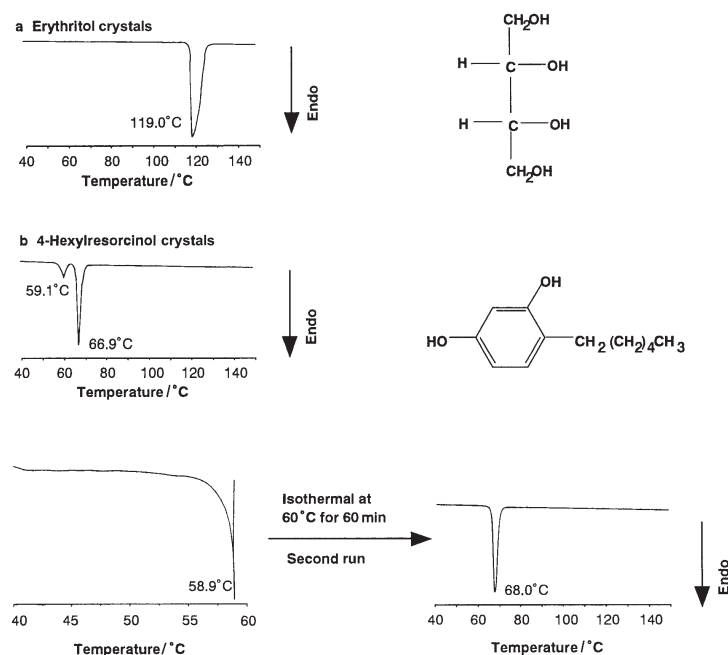 a Erythritol crystals
119.0°C
40 60 80 100 120 140
Temperature/°C
Endo
CH2OH
H C OH
H C OH
CH2OH
b 4-Hexylresorcinol crystals
59.1°C
66.9°C
40 60 80 100 120 140
Temperature/°C
Endo
OH
HO
CH2(CH2)4CH3
58.9°C
40 45 50 55 60
Temperature/°C
Isothermal at
60°C for 60 min
Second run
68.0°C
40 60 80 100 120 140
Temperature/°C
Endo